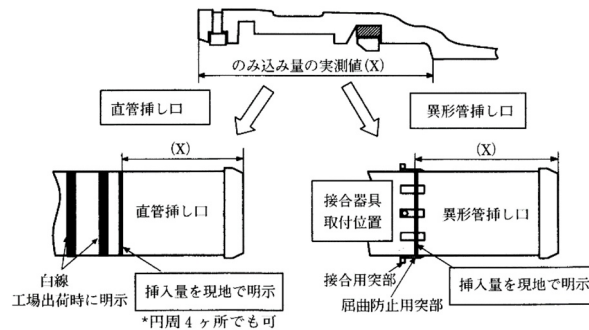 のみ込み量の実測値(X)
直管挿し口
異形管挿し口
(X)
(X)
直管挿し口
接合器具
取付位置
異形管挿し口
白線
工場出荷時に明示
挿入量を現地で明示
*円周4ヶ所でも可
接合用突部
屈曲防止用突部
挿入量を現地で明示